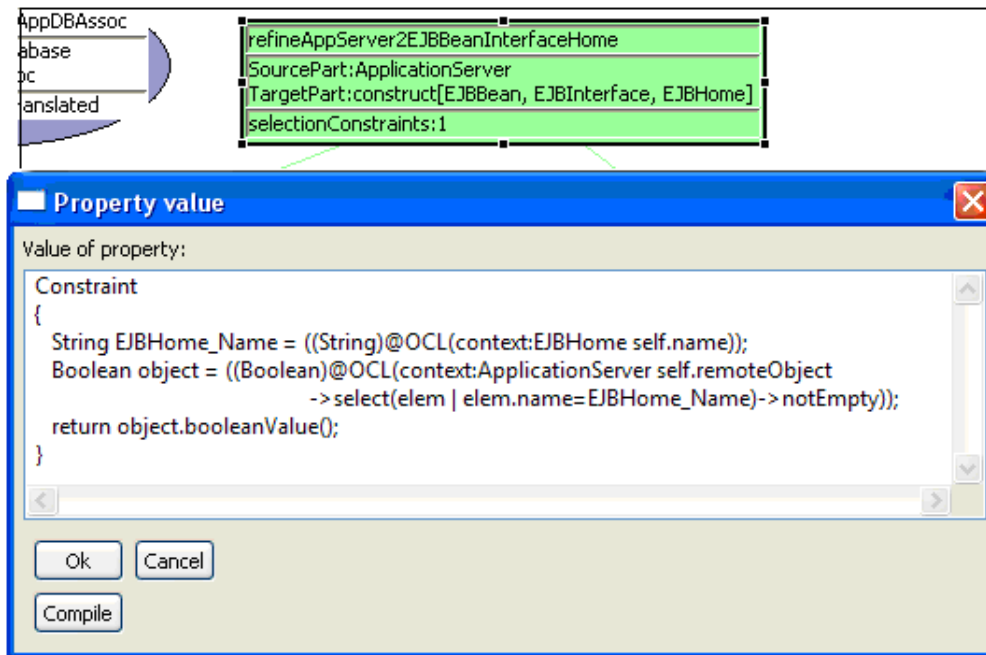 AppDBAssoc
abase
oc
anslated
refineAppServer2EJBBeanInterfaceHome
SourcePart:ApplicationServer
TargetPart:construct[EJBBean, EJBInterface, EJBHome]
selectionConstraints:1
Property value
Value of property:
Constraint
{
String EJBHome_Name = ((String)@OCL(context:EJBHome self.name));
Boolean object = ((Boolean)@OCL(context:ApplicationServer self.remoteObject
->select(elem | elem.name=EJBHome_Name)->notEmpty));
return object.booleanValue();
}
Ok Cancel
Compile